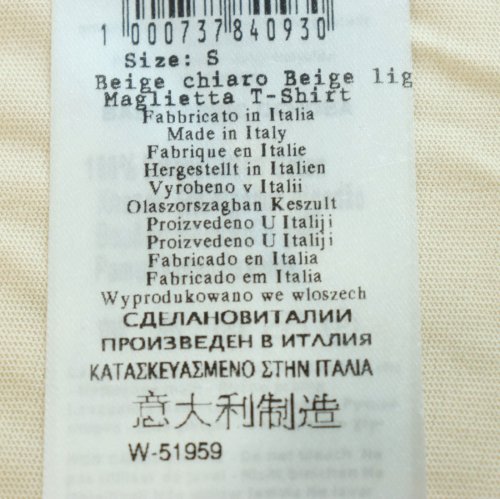 1 000737 840930
Size: S
Beige chiaro Beige lig
Maglietta T-Shirt
Fabbricato in Italia
Made in Italy
Fabrique en Italie
Hergestellt in Italien
Vyrobeno v Italii
Olaszorszagban Keszult
Proizvedeno U Italiji
Proizvedeno U Italiji
Fabricado en Italia
Fabricado em Italia
Wyprodukowano we wloszech
СДЕЛАНОВИТАЛИИ
ПРОИЗВЕДЕН В ИТАЛИЯ
ΚΑΤΑΣΚΕΥΑΣΜΕΝΟ ΣΤΗΝ ΙΤΑΛΙΑ
意大利制造
W-51959